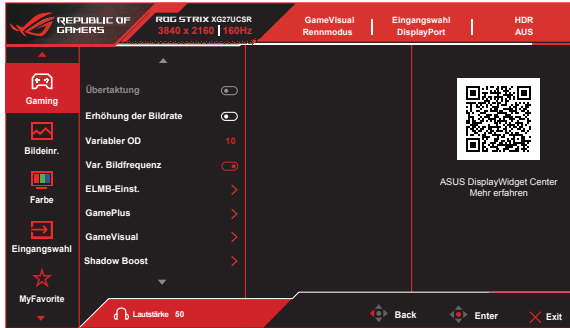 REPUBLIC OF
GAMERS
ROG STRIX XG27UCSR
3840 x 2160 160Hz
GameVisual
Rennmodus
Eingangswahl
DisplayPort
HDR
AUS
Gaming
Bildeinr.
Farbe
Eingangswahl
MyFavorite
Übertaktung
Erhöhung der Bildrate
Variabler OD 10
Var. Bildfrequenz
ELMB-Einst.
GamePlus
GameVisual
Shadow Boost
ASUS DisplayWidget Center
Mehr erfahren
Lautstärke 50
Back
Enter
Exit